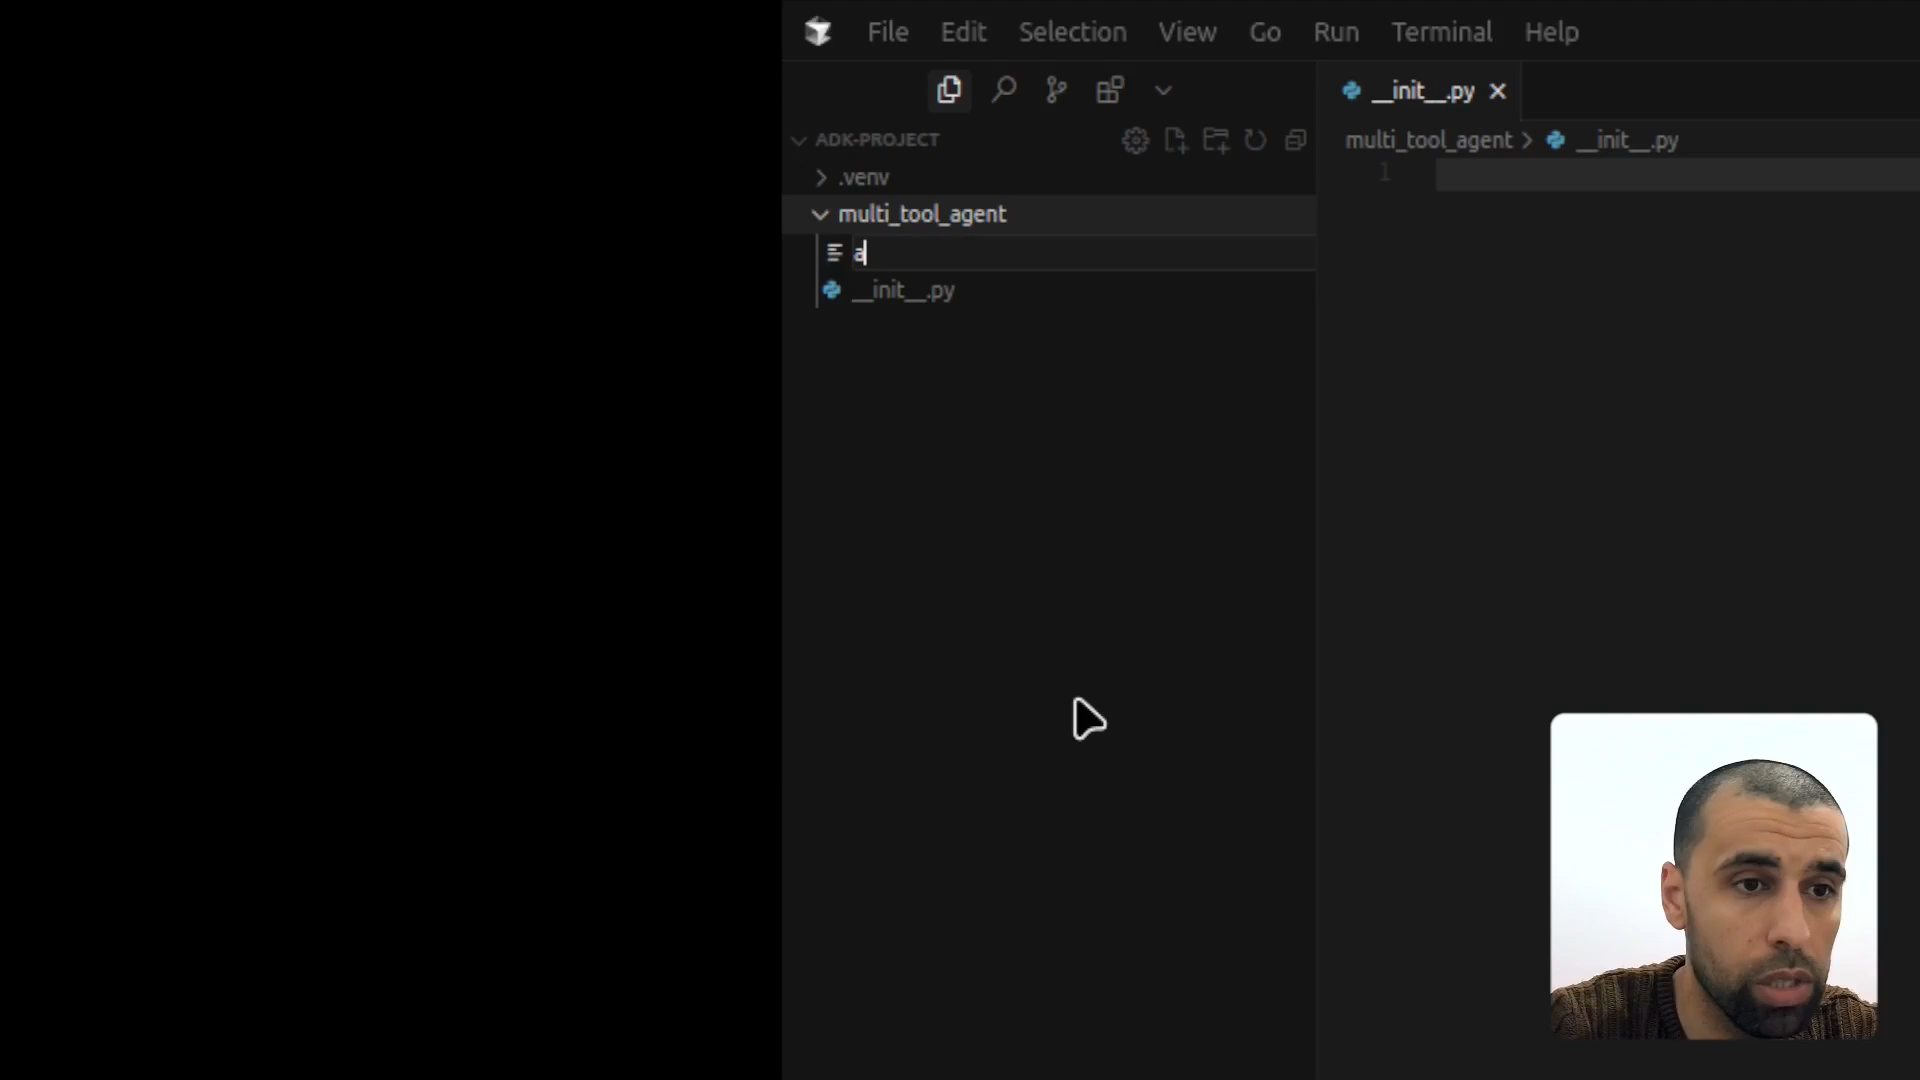 File Edit Selection View Go Run Terminal Help
ADK-PROJECT
.venv
multi_tool_agent
a
__init__.py
__init__.py
multi_tool_agent > __init__.py
1